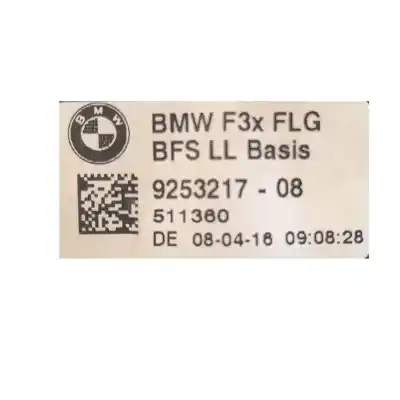 BMW
BMW F3x FLG
BFS LL Basis
9253217 - 08
511360
DE 08-04-16 09:08:28